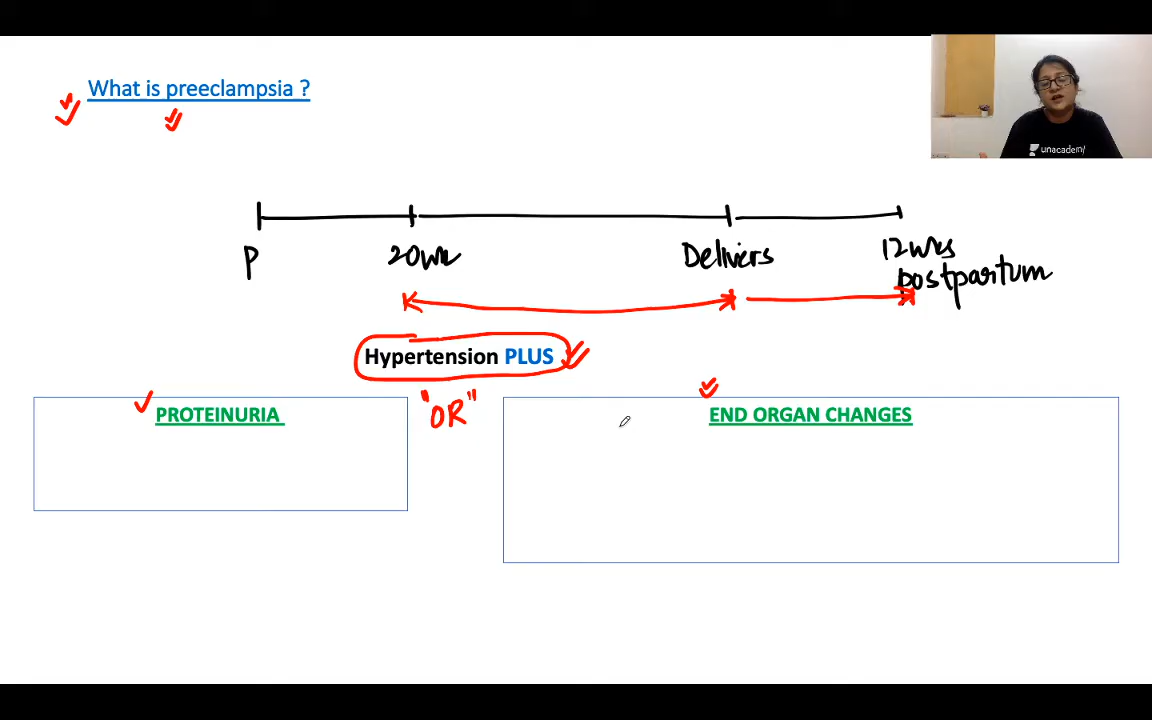 What is preeclampsia ?
unacademy
P
20wk
Delivers
12wks
postpartum
Hypertension PLUS
"OR"
PROTEINURIA
END ORGAN CHANGES